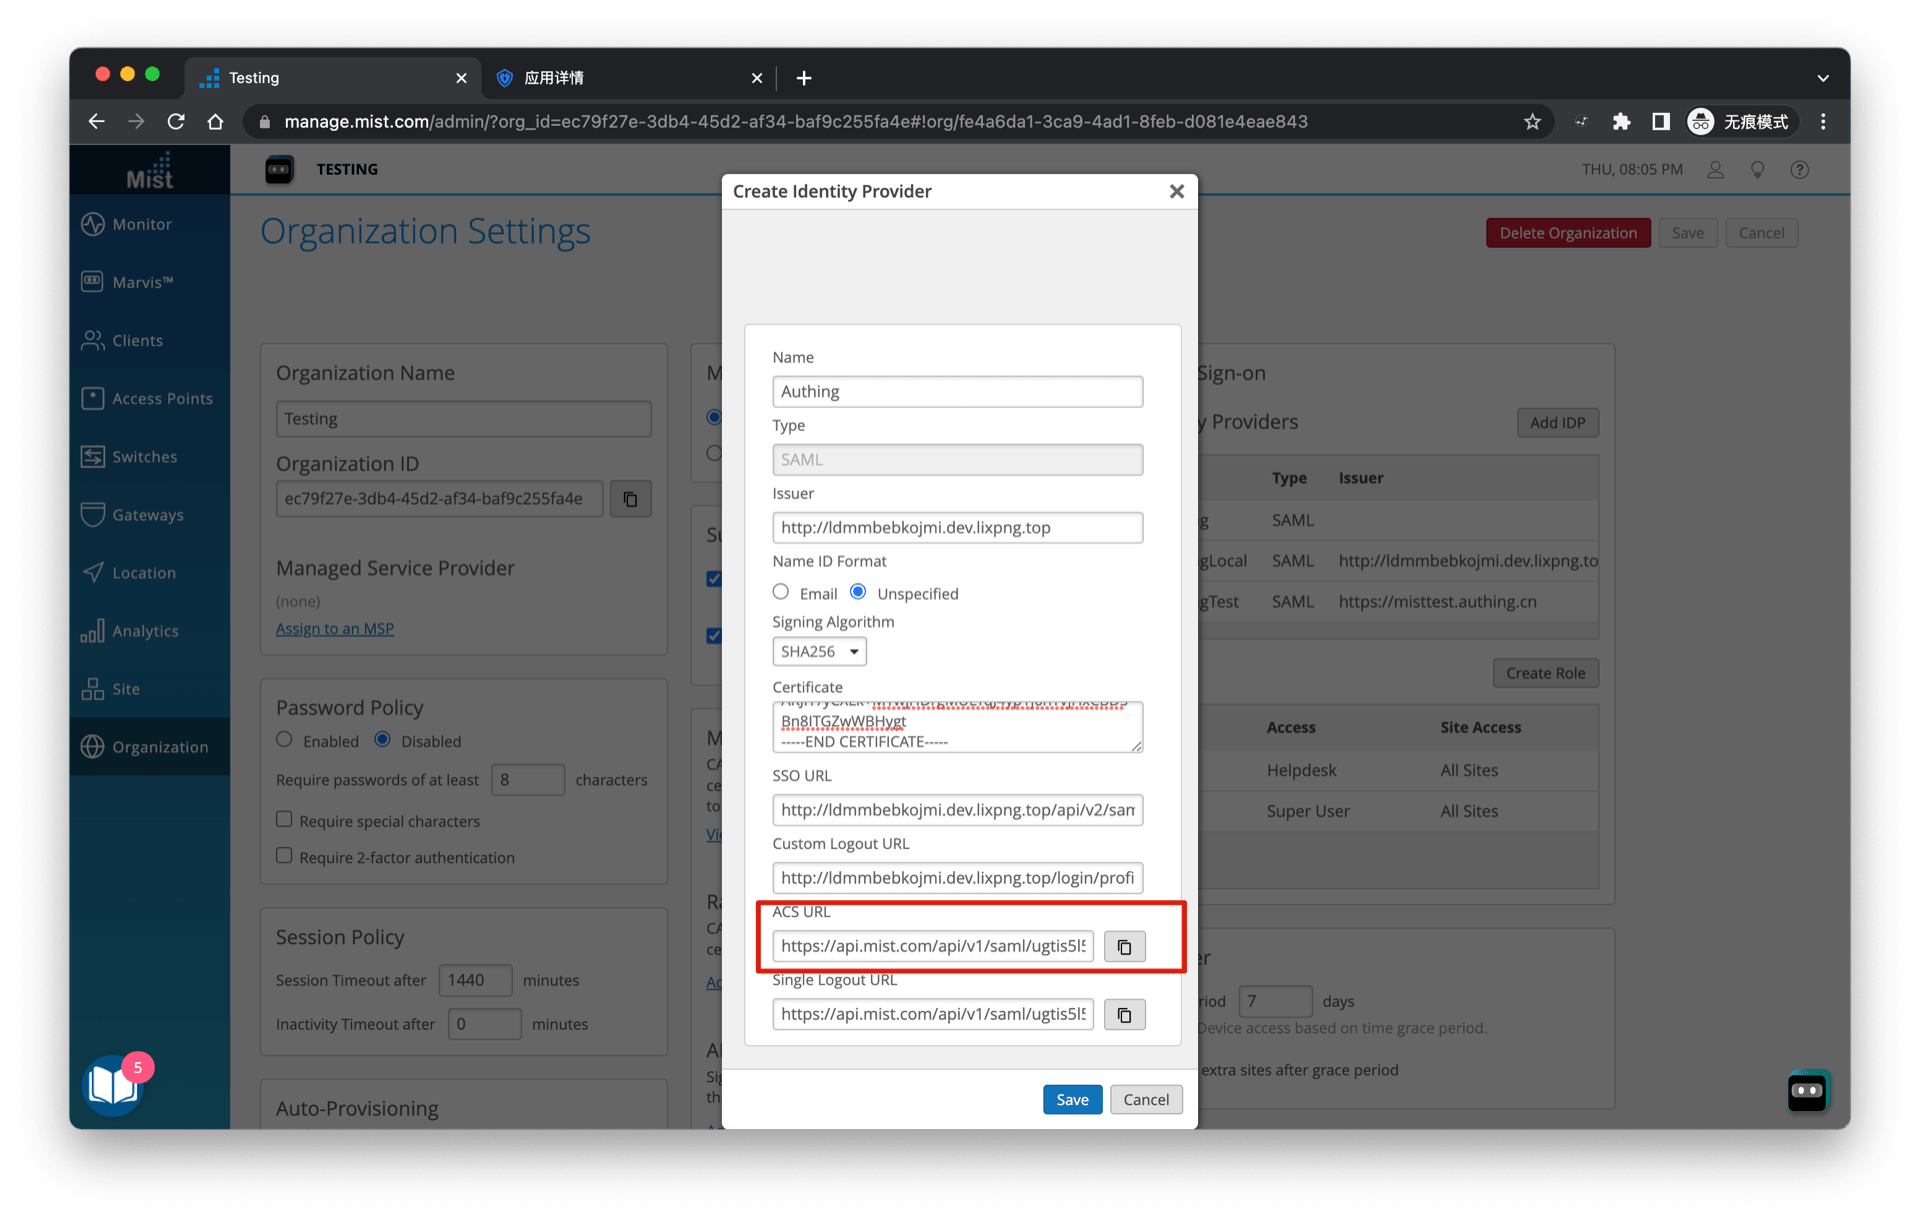 Testing
应用详情
manage.mist.com/admin/?org_id=ec79f27e-3db4-45d2-af34-baf9c255fa4e#!org/fe4a6da1-3ca9-4ad1-8feb-d081e4eae843
无痕模式
Mist
TESTING
THU, 08:05 PM
Monitor
Marvis™
Clients
Access Points
Switches
Gateways
Location
Analytics
Site
Organization
5
Organization Settings
Delete Organization
Save
Cancel
Organization Name
Testing
Organization ID
ec79f27e-3db4-45d2-af34-baf9c255fa4e
Managed Service Provider
(none)
Assign to an MSP
Password Policy
Enabled
Disabled
Require passwords of at least 8 characters
Require special characters
Require 2-factor authentication
Session Policy
Session Timeout after 1440 minutes
Inactivity Timeout after 0 minutes
Auto-Provisioning
Create Identity Provider
Name
Authing
Type
SAML
Issuer
http://ldmmbebkojmi.dev.lixpng.top
Name ID Format
Email
Unspecified
Signing Algorithm
SHA256
Certificate
Bn8ITGZwWBHygt
-----END CERTIFICATE-----
SSO URL
http://ldmmbebkojmi.dev.lixpng.top/api/v2/sam
Custom Logout URL
http://ldmmbebkojmi.dev.lixpng.top/login/profi
ACS URL
https://api.mist.com/api/v1/saml/ugtis5l5
Single Logout URL
https://api.mist.com/api/v1/saml/ugtis5l5
Save
Cancel
Sign-on
y Providers
Add IDP
Type Issuer
g SAML
gLocal SAML http://ldmmbebkojmi.dev.lixpng.to
gTest SAML https://misttest.authing.cn
Create Role
Access Site Access
Helpdesk All Sites
Super User All Sites
er
riod 7 days
Device access based on time grace period.
extra sites after grace period